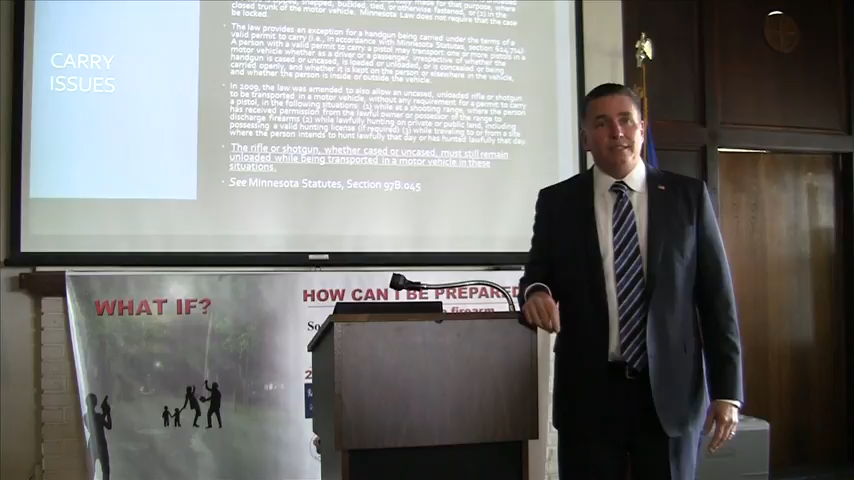 closed trunk of the motor vehicle. Minnesota Law does not require that the case
be locked.
CARRY
ISSUES
The law provides an exception for a handgun being carried under the terms of a
valid permit to carry (i.e., in accordance with Minnesota Statutes, section 624.714)
A person with a valid permit to carry a pistol may transport one or more pistols in a
motor vehicle whether as a driver or a passenger, irrespective of whether the
handgun is cased or uncased, is loaded or unloaded, or is concealed or being
carried openly, and whether it is kept on the person or elsewhere in the vehicle,
and whether the person is inside or outside the vehicle.
In 2009, the law was amended to also allow an uncased, unloaded rifle or shotgun
to be transported in a motor vehicle, without any requirement for a permit to carry
a pistol, in the following situations: (1) while at a shooting range, where the person
has received permission from the lawful owner or possessor of the range to
discharge firearms (2) while lawfully hunting on private or public land, including
possessing a valid hunting license (if required) (3) while traveling to or from a site
where the person intends to hunt lawfully that day or has hunted lawfully that day.
The rifle or shotgun, whether cased or uncased, must still remain
unloaded while being transported in a motor vehicle in these
situations.
See Minnesota Statutes, Section 97B.045
WHAT IF?
HOW CAN I BE PREPARED
firearm